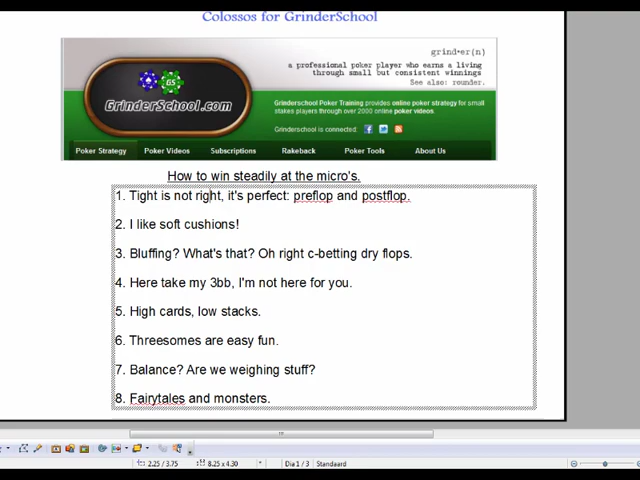 Colossos for GrinderSchool
grind•er(n)
a professional poker player who earns a living
through small but consistent winnings
See also: rounder.
GS
GrinderSchool.com
Grinderschool Poker Training provides online poker strategy for small
stakes players through over 2000 online poker videos.
Grinderschool is connected:
Poker Strategy Poker Videos Subscriptions Rakeback Poker Tools About Us
How to win steadily at the micro's.
1. Tight is not right, it's perfect: preflop and postflop.
2. I like soft cushions!
3. Bluffing? What's that? Oh right c-betting dry flops.
4. Here take my 3bb, I'm not here for you.
5. High cards, low stacks.
6. Threesomes are easy fun.
7. Balance? Are we weighing stuff?
8. Fairytales and monsters.
2.25 / 3.75 8.25 x 4.30 Dia 1 / 3 Standaard